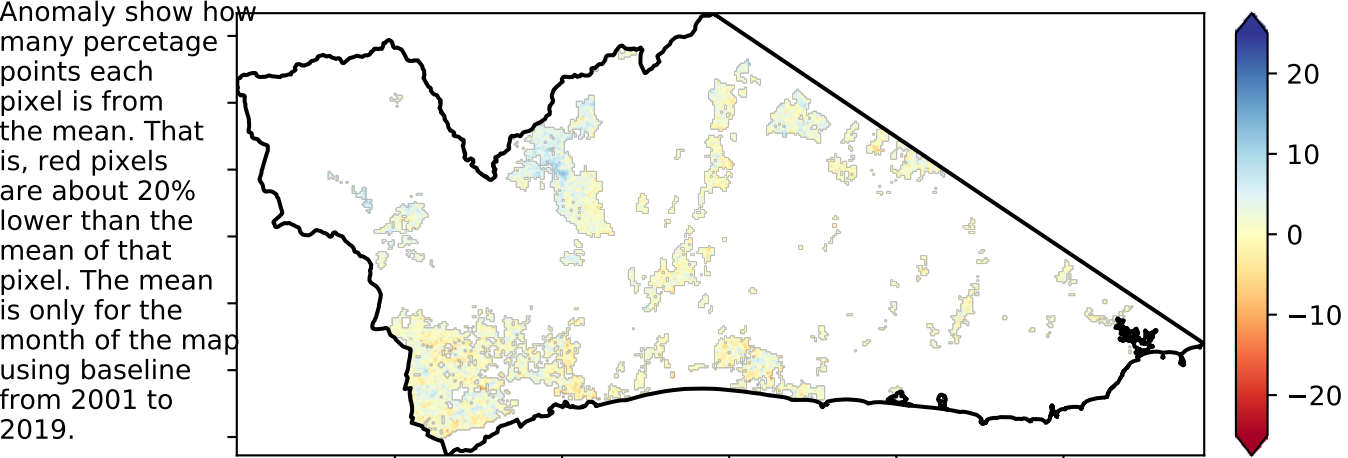 Anomaly show how
many percetage
points each
pixel is from
the mean. That
is, red pixels
are about 20%
lower than the
mean of that
pixel. The mean
is only for the
month of the map
using baseline
from 2001 to
2019.
20
10
0
−10
−20